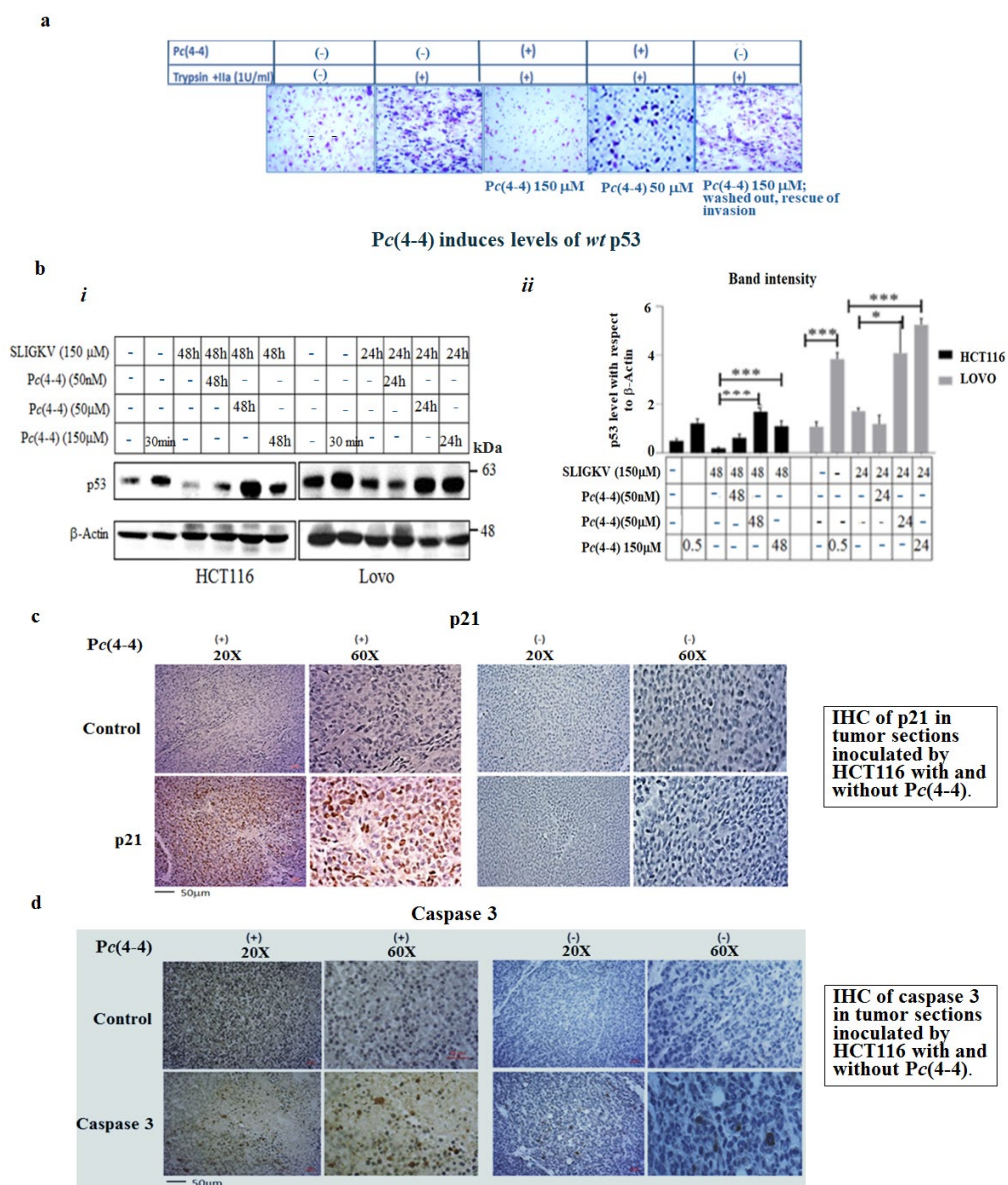 a
Pc(4-4) (-) (-) (+) (+) (-)
Trypsin +IIa (1U/ml) (-) (+) (+) (+) (+)
Pc(4-4) 150 µM
Pc(4-4) 50 µM
Pc(4-4) 150 µM;
washed out, rescue of
invasion
Pc(4-4) induces levels of wt p53
b
i
SLIGKV (150 µM) - - 48h 48h 48h 48h - - 24h 24h 24h 24h
Pc(4-4) (50nM) - - - 48h - - - - - 24h - -
Pc(4-4) (50µM) - - - - 48h - - - - - 24h -
Pc(4-4) (150µM) - 30min - - - 48h - 30 min - - - 24h
kDa
p53
63
β-Actin
48
HCT116
Lovo
ii
Band intensity
p53 level with respect
to β-Actin
6
4
2
0
***
***
***
*
***
HCT116
LOVO
SLIGKV (150µM) - - 48 48 48 48 - - 24 24 24 24
Pc(4-4)(50nM) - - - 48 - - - - - 24 - -
Pc(4-4)(50µM) - - - - 48 - - - - - 24 -
Pc(4-4) 150µM - 0.5 - - - 48 - 0.5 - - - 24
c
p21
Pc(4-4)
(+) (+) (-) (-)
20X 60X 20X 60X
Control
p21
50µm
IHC of p21 in
tumor sections
inoculated by
HCT116 with and
without Pc(4-4).
d
Caspase 3
Pc(4-4)
(+) (+) (-) (-)
20X 60X 20X 60X
Control
Caspase 3
50µm
IHC of caspase 3
in tumor sections
inoculated by
HCT116 with and
without Pc(4-4).